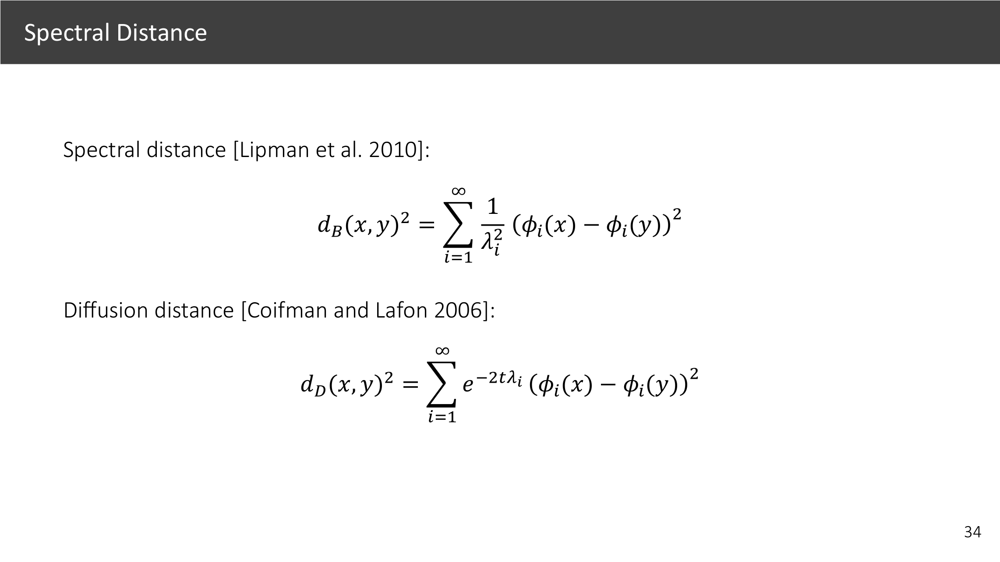 Spectral Distance
Spectral distance [Lipman et al. 2010]:
$d_B(x, y)^2 = \sum_{i=1}^{\infty} \frac{1}{\lambda_i^2} \left(\phi_i(x) - \phi_i(y)\right)^2$
Diffusion distance [Coifman and Lafon 2006]:
$d_D(x, y)^2 = \sum_{i=1}^{\infty} e^{-2t\lambda_i} \left(\phi_i(x) - \phi_i(y)\right)^2$
34